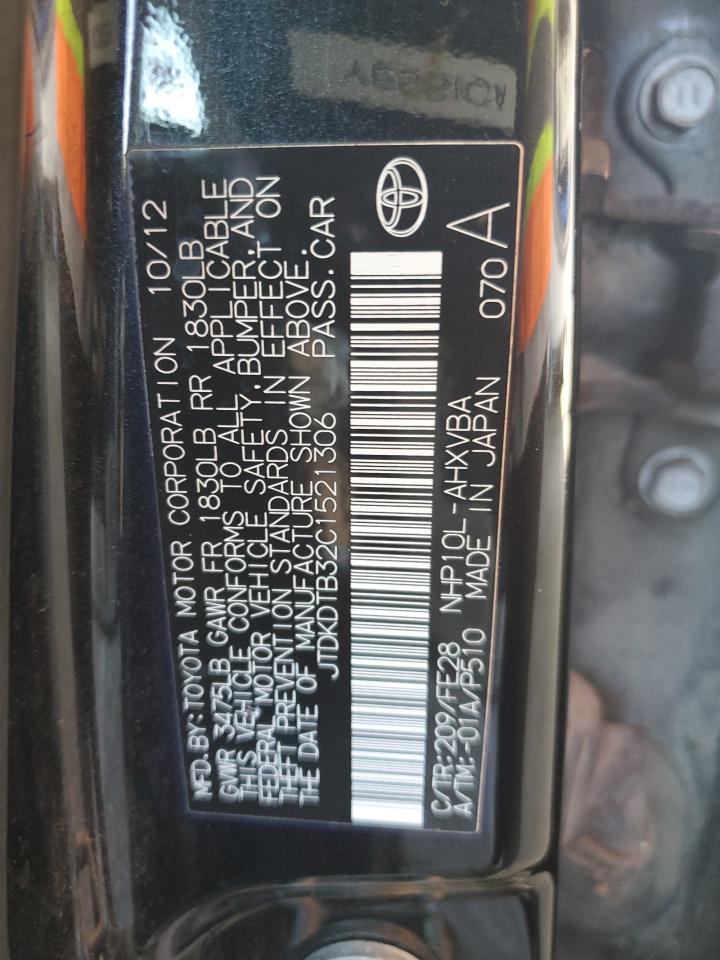 MFD.BY:TOYOTA MOTOR CORPORATION 10/12
GVWR 3475LB GAWR FR 1830LB RR 1830LB
THIS VEHICLE CONFORMS TO ALL APPLICABLE
FEDERAL MOTOR VEHICLE SAFETY,BUMPER,AND
THEFT PREVENTION STANDARDS IN EFFECT ON
THE DATE OF MANUFACTURE SHOWN ABOVE.
JTDKDTB32C1521306 PASS.CAR
C/TR:209/FE28 NHP10L-AHXVBA 070 A
A/TM:-01A/P510 MADE IN JAPAN